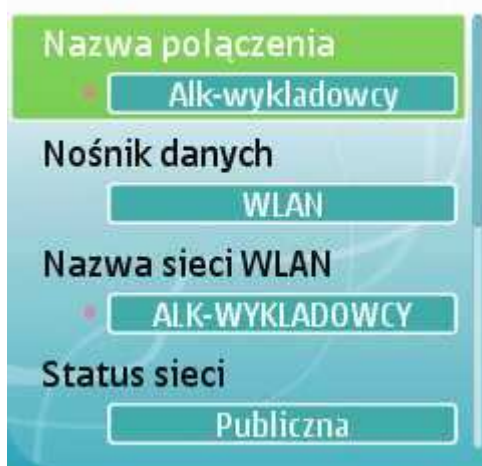 Nazwa połączenia
Alk-wykladowcy
Nośnik danych
WLAN
Nazwa sieci WLAN
ALK-WYKLADOWCY
Status sieci
Publiczna